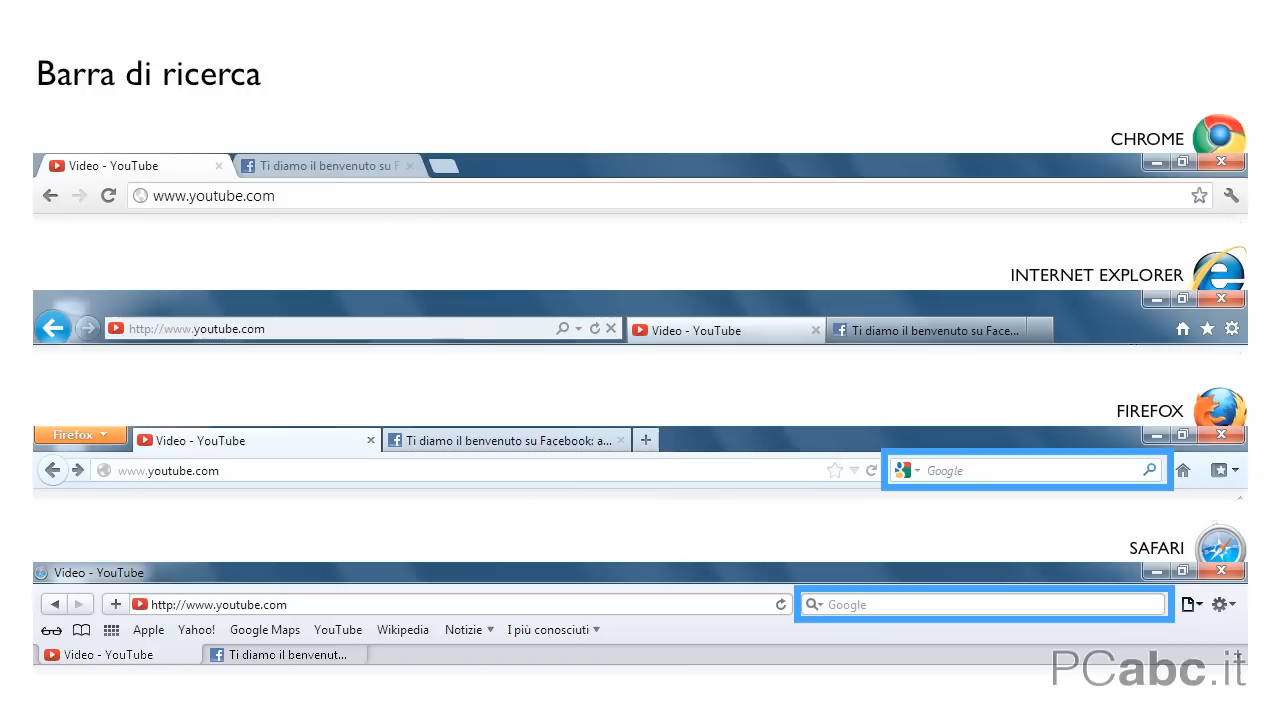 Barra di ricerca
CHROME
Video - YouTube
Ti diamo il benvenuto su F
www.youtube.com
INTERNET EXPLORER
http://www.youtube.com
Video - YouTube
Ti diamo il benvenuto su Face...
FIREFOX
Firefox
Video - YouTube
Ti diamo il benvenuto su Facebook: a...
www.youtube.com
Google
SAFARI
Video - YouTube
http://www.youtube.com
Google
Apple Yahoo! Google Maps YouTube Wikipedia Notizie I più conosciuti
Video - YouTube
Ti diamo il benvenut...
PCabc.it